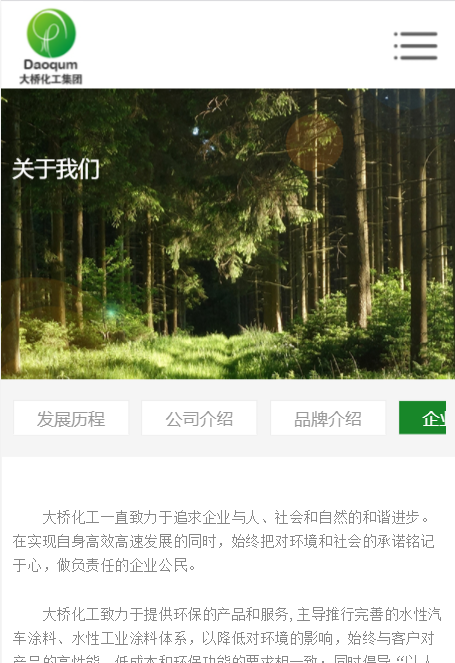 Daoqum
大桥化工集团
关于我们
发展历程
公司介绍
品牌介绍
企业
大桥化工一直致力于追求企业与人、社会和自然的和谐进步。
在实现自身高效高速发展的同时，始终把对环境和社会的承诺铭记
于心，做负责任的企业公民。
大桥化工致力于提供环保的产品和服务，主导推行完善的水性汽
车涂料、水性工业涂料体系，以降低对环境的影响，始终与客户对
产品的高性能、低成本和环保功能的要求相一致；同时倡导“以人